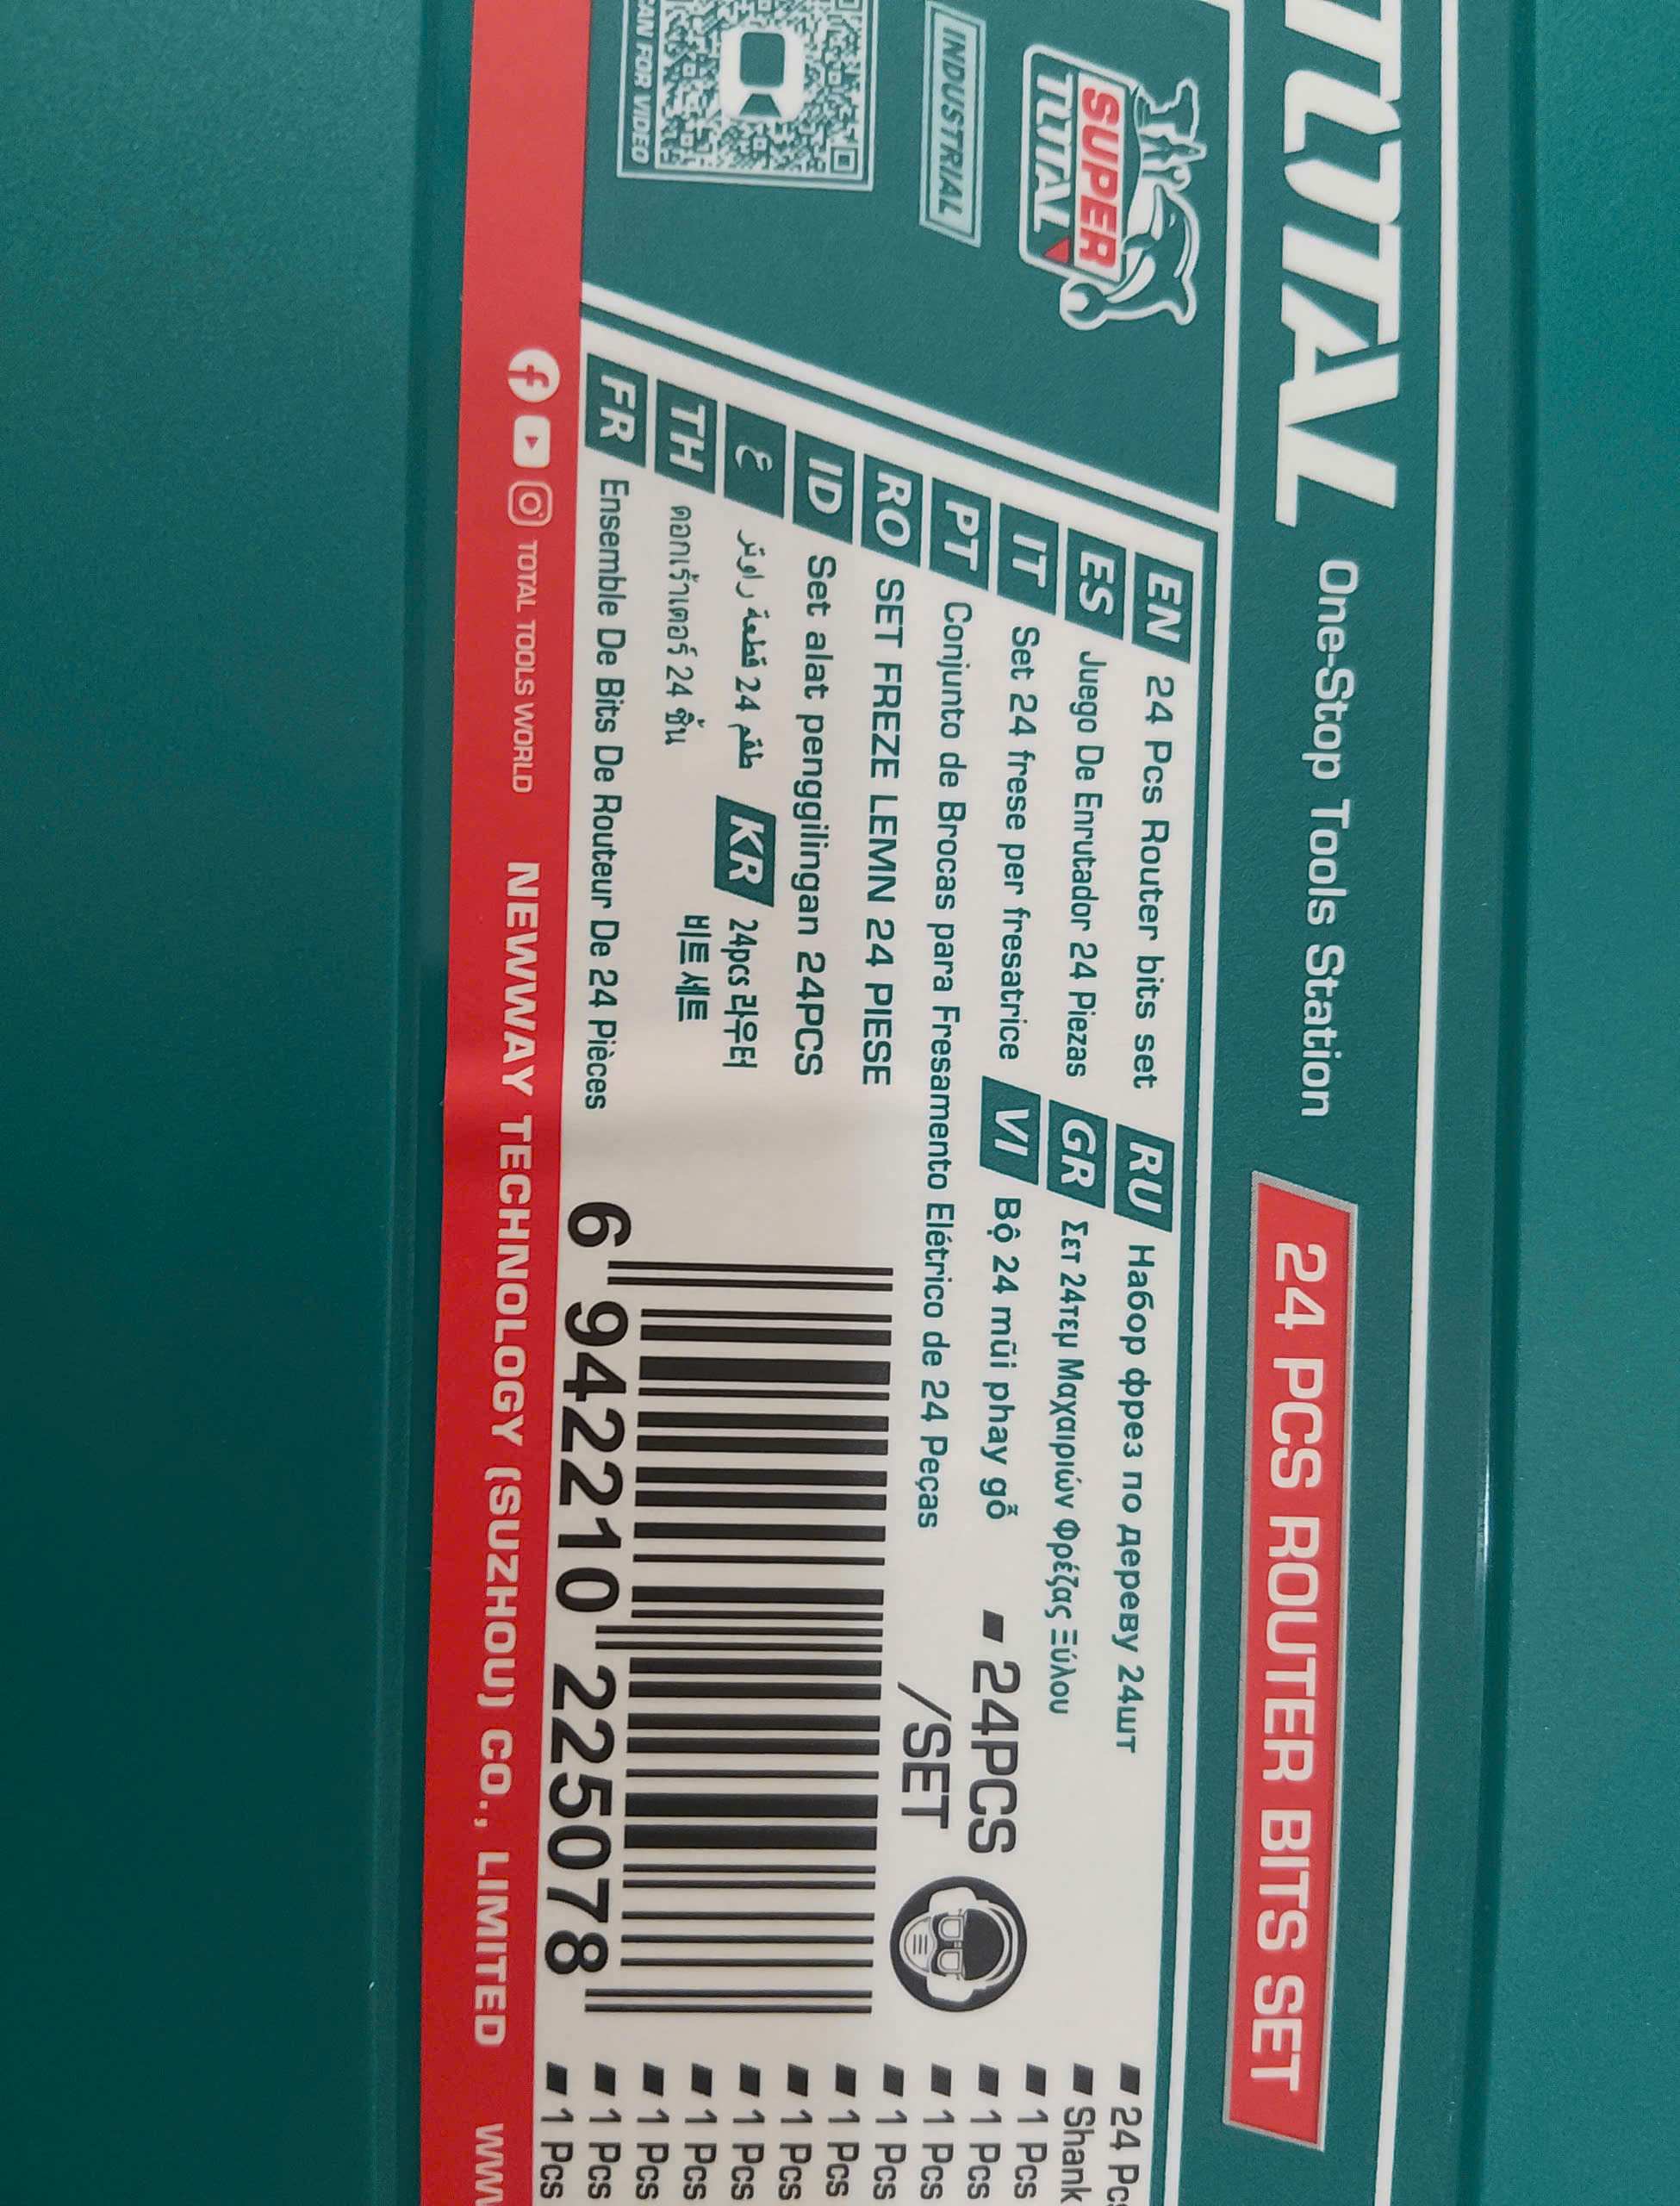 TOTAL One-Stop Tools Station 24 PCS ROUTER BITS SET
SUPER
TOTAL
INDUSTRIAL
AN FOR VIDEO
EN 24 Pcs Router bits set RU Набор фрез по дереву 24шт
ES Juego De Enrutador 24 Piezas GR Σετ 24τεμ Μαχαιριών Φρέζας Ξύλου
IT Set 24 frese per fresatrice VI Bộ 24 mũi phay gỗ
PT Conjunto de Brocas para Fresamento Elétrico de 24 Peças
RO SET FREZE LEMN 24 PIESE
ID Set alat penggilingan 24PCS
ع طقم 24 قطعة راوتر KR 24pcs 라우터
비트 세트
TH ดอกเร้าเตอร์ 24 ชิ้น
FR Ensemble De Bits De Routeur De 24 Pièces
24PCS
/SET
6 942210 225078
24 Pcs
Shank
1 Pcs
1 Pcs
1 Pcs
1 Pcs
1 Pcs
1 Pcs
1 Pcs
1 Pcs
1 Pcs
1 Pcs
1 Pcs
TOTAL TOOLS WORLD NEWWAY TECHNOLOGY (SUZHOU) CO., LIMITED WW